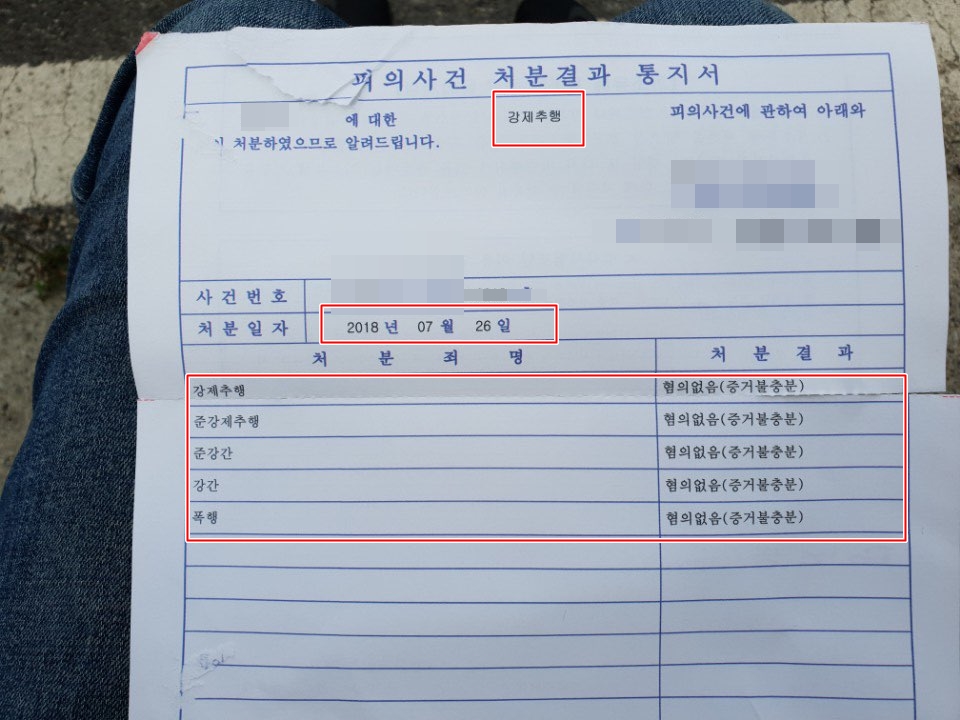 피의사건 처분결과 통지서
에 대한 강제추행 피의사건에 관하여 아래와
처분하였으므로 알려드립니다.
사건번호
처분일자 2018 년 07 월 26 일
처 분 죄 명 처 분 결 과
강제추행 혐의없음(증거불충분)
준강제추행 혐의없음(증거불충분)
준강간 혐의없음(증거불충분)
강간 혐의없음(증거불충분)
폭행 혐의없음(증거불충분)